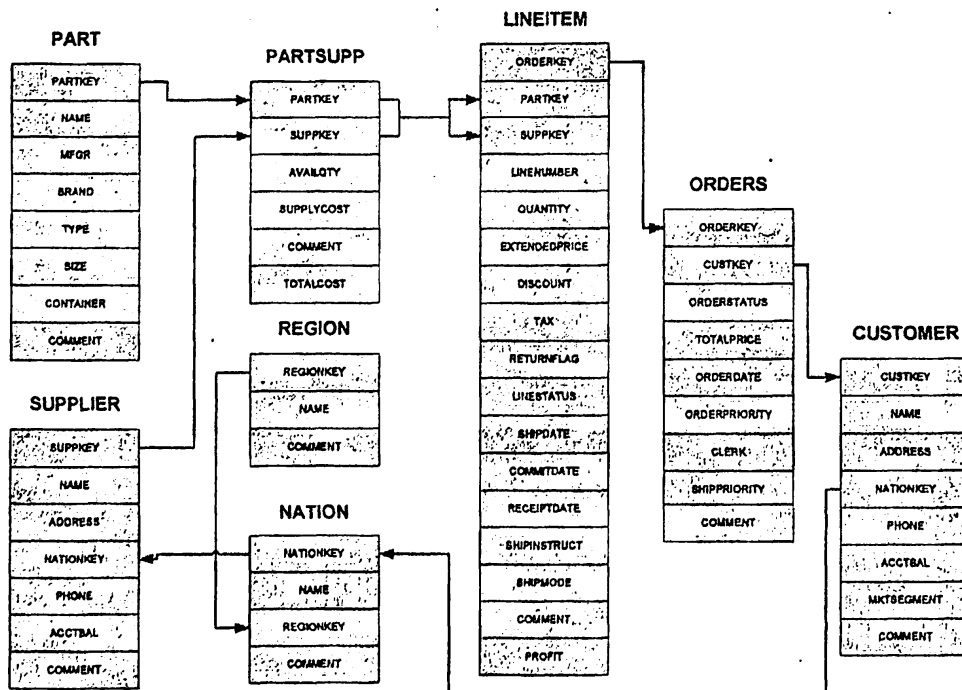 PART
PARTKEY
NAME
MFGR
BRAND
TYPE
SIZE
CONTAINER
COMMENT
SUPPLIER
SUPPKEY
NAME
ADDRESS
NATIONKEY
PHONE
ACCTBAL
COMMENT
PARTSUPP
PARTKEY
SUPPKEY
AVAILQTY
SUPPLYCOST
COMMENT
TOTALCOST
REGION
REGIONKEY
NAME
COMMENT
NATION
NATIONKEY
NAME
REGIONKEY
COMMENT
LINEITEM
ORDERKEY
PARTKEY
SUPPKEY
LINENUMBER
QUANTITY
EXTENDEDPRICE
DISCOUNT
TAX
RETURNFLAG
LINESTATUS
SHIPDATE
COMMITDATE
RECEIPTDATE
SHIPINSTRUCT
SHIPMODE
COMMENT
PROFIT
ORDERS
ORDERKEY
CUSTKEY
ORDERSTATUS
TOTALPRICE
ORDERDATE
ORDERPRIORITY
CLERK
SHIPPRIORITY
COMMENT
CUSTOMER
CUSTKEY
NAME
ADDRESS
NATIONKEY
PHONE
ACCTBAL
MKTSEGMENT
COMMENT